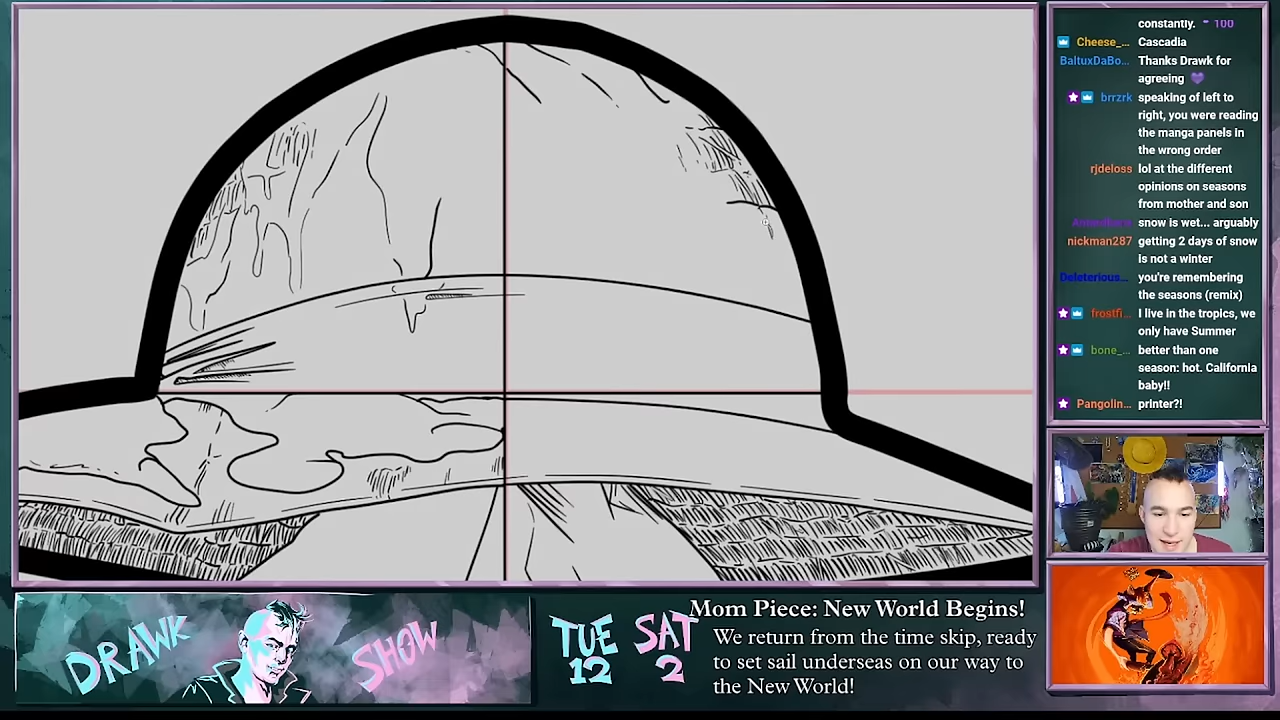 constantly. - 100
Cheese_... Cascadia
BaltuxDaBo... Thanks Drawk for
agreeing 💜
brrzrk speaking of left to
right, you were reading
the manga panels in
the wrong order
rjdeloss lol at the different
opinions on seasons
from mother and son
snow is wet... arguably
nickman287 getting 2 days of snow
is not a winter
Deleterious... you're remembering
the seasons (remix)
frostfi... I live in the tropics, we
only have Summer
bone_... better than one
season: hot. California
baby!!
Pangolin... printer?!
DRAWK
SHOW
TUE
12
SAT
2
Mom Piece: New World Begins!
We return from the time skip, ready
to set sail underseas on our way to
the New World!